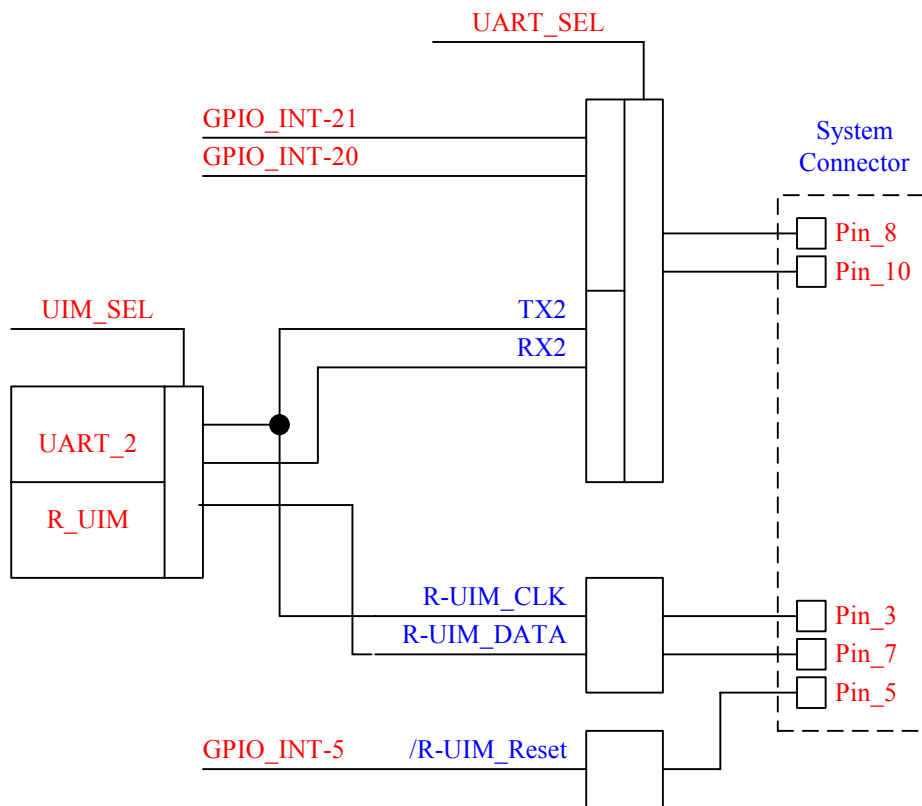 UART_SEL
GPIO_INT-21
GPIO_INT-20
System
Connector
Pin_8
Pin_10
UIM_SEL
TX2
RX2
UART_2
R_UIM
R-UIM_CLK
R-UIM_DATA
Pin_3
Pin_7
Pin_5
GPIO_INT-5
/R-UIM_Reset